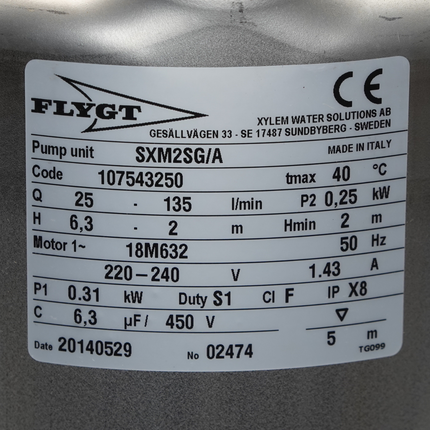 FLYGT
CE
XYLEM WATER SOLUTIONS AB
GESÄLLVÄGEN 33 - SE 17487 SUNDBYBERG - SWEDEN
Pump unit SXM2SG/A MADE IN ITALY
Code 107543250 tmax 40 °C
Q 25 - 135 l/min P2 0,25 kW
H 6,3 - 2 m Hmin 2 m
Motor 1~ 18M632 50 Hz
220-240 V 1.43 A
P1 0.31 kW Duty S1 Cl F IP X8
C 6,3 µF/ 450 V ▽
Date 20140529 No 02474 5 m
TG099